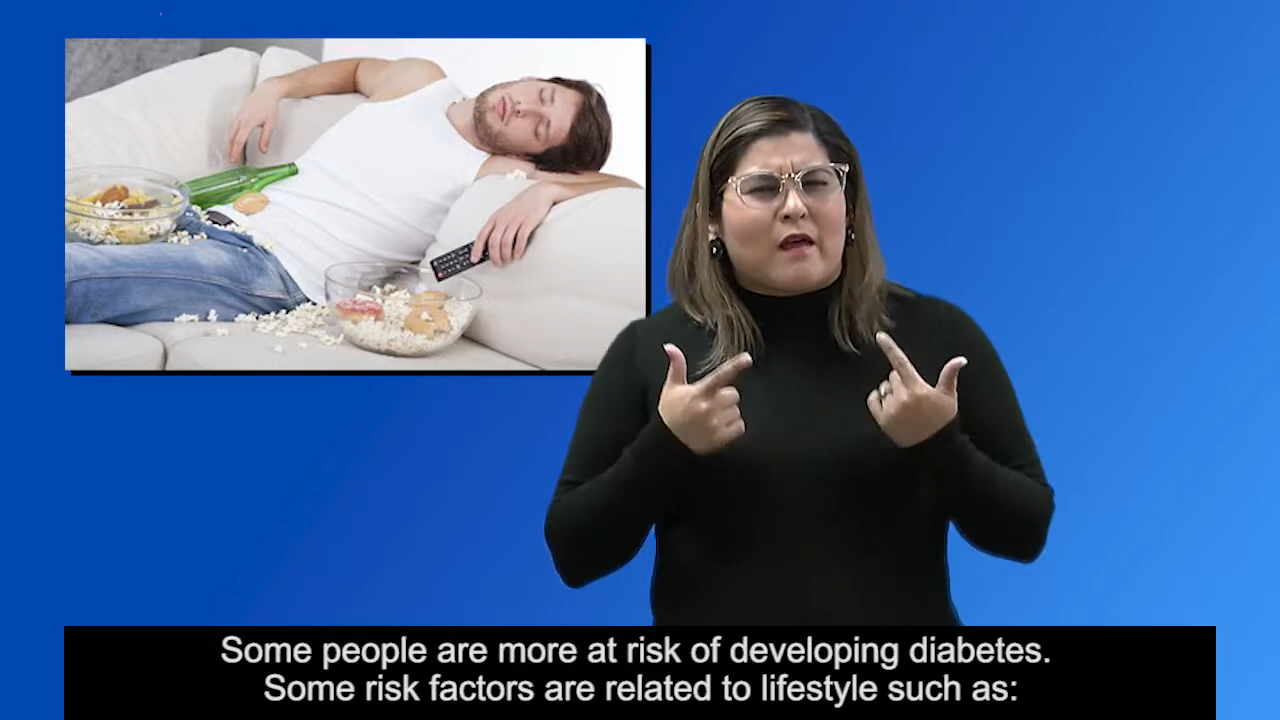 Some people are more at risk of developing diabetes.
Some risk factors are related to lifestyle such as: